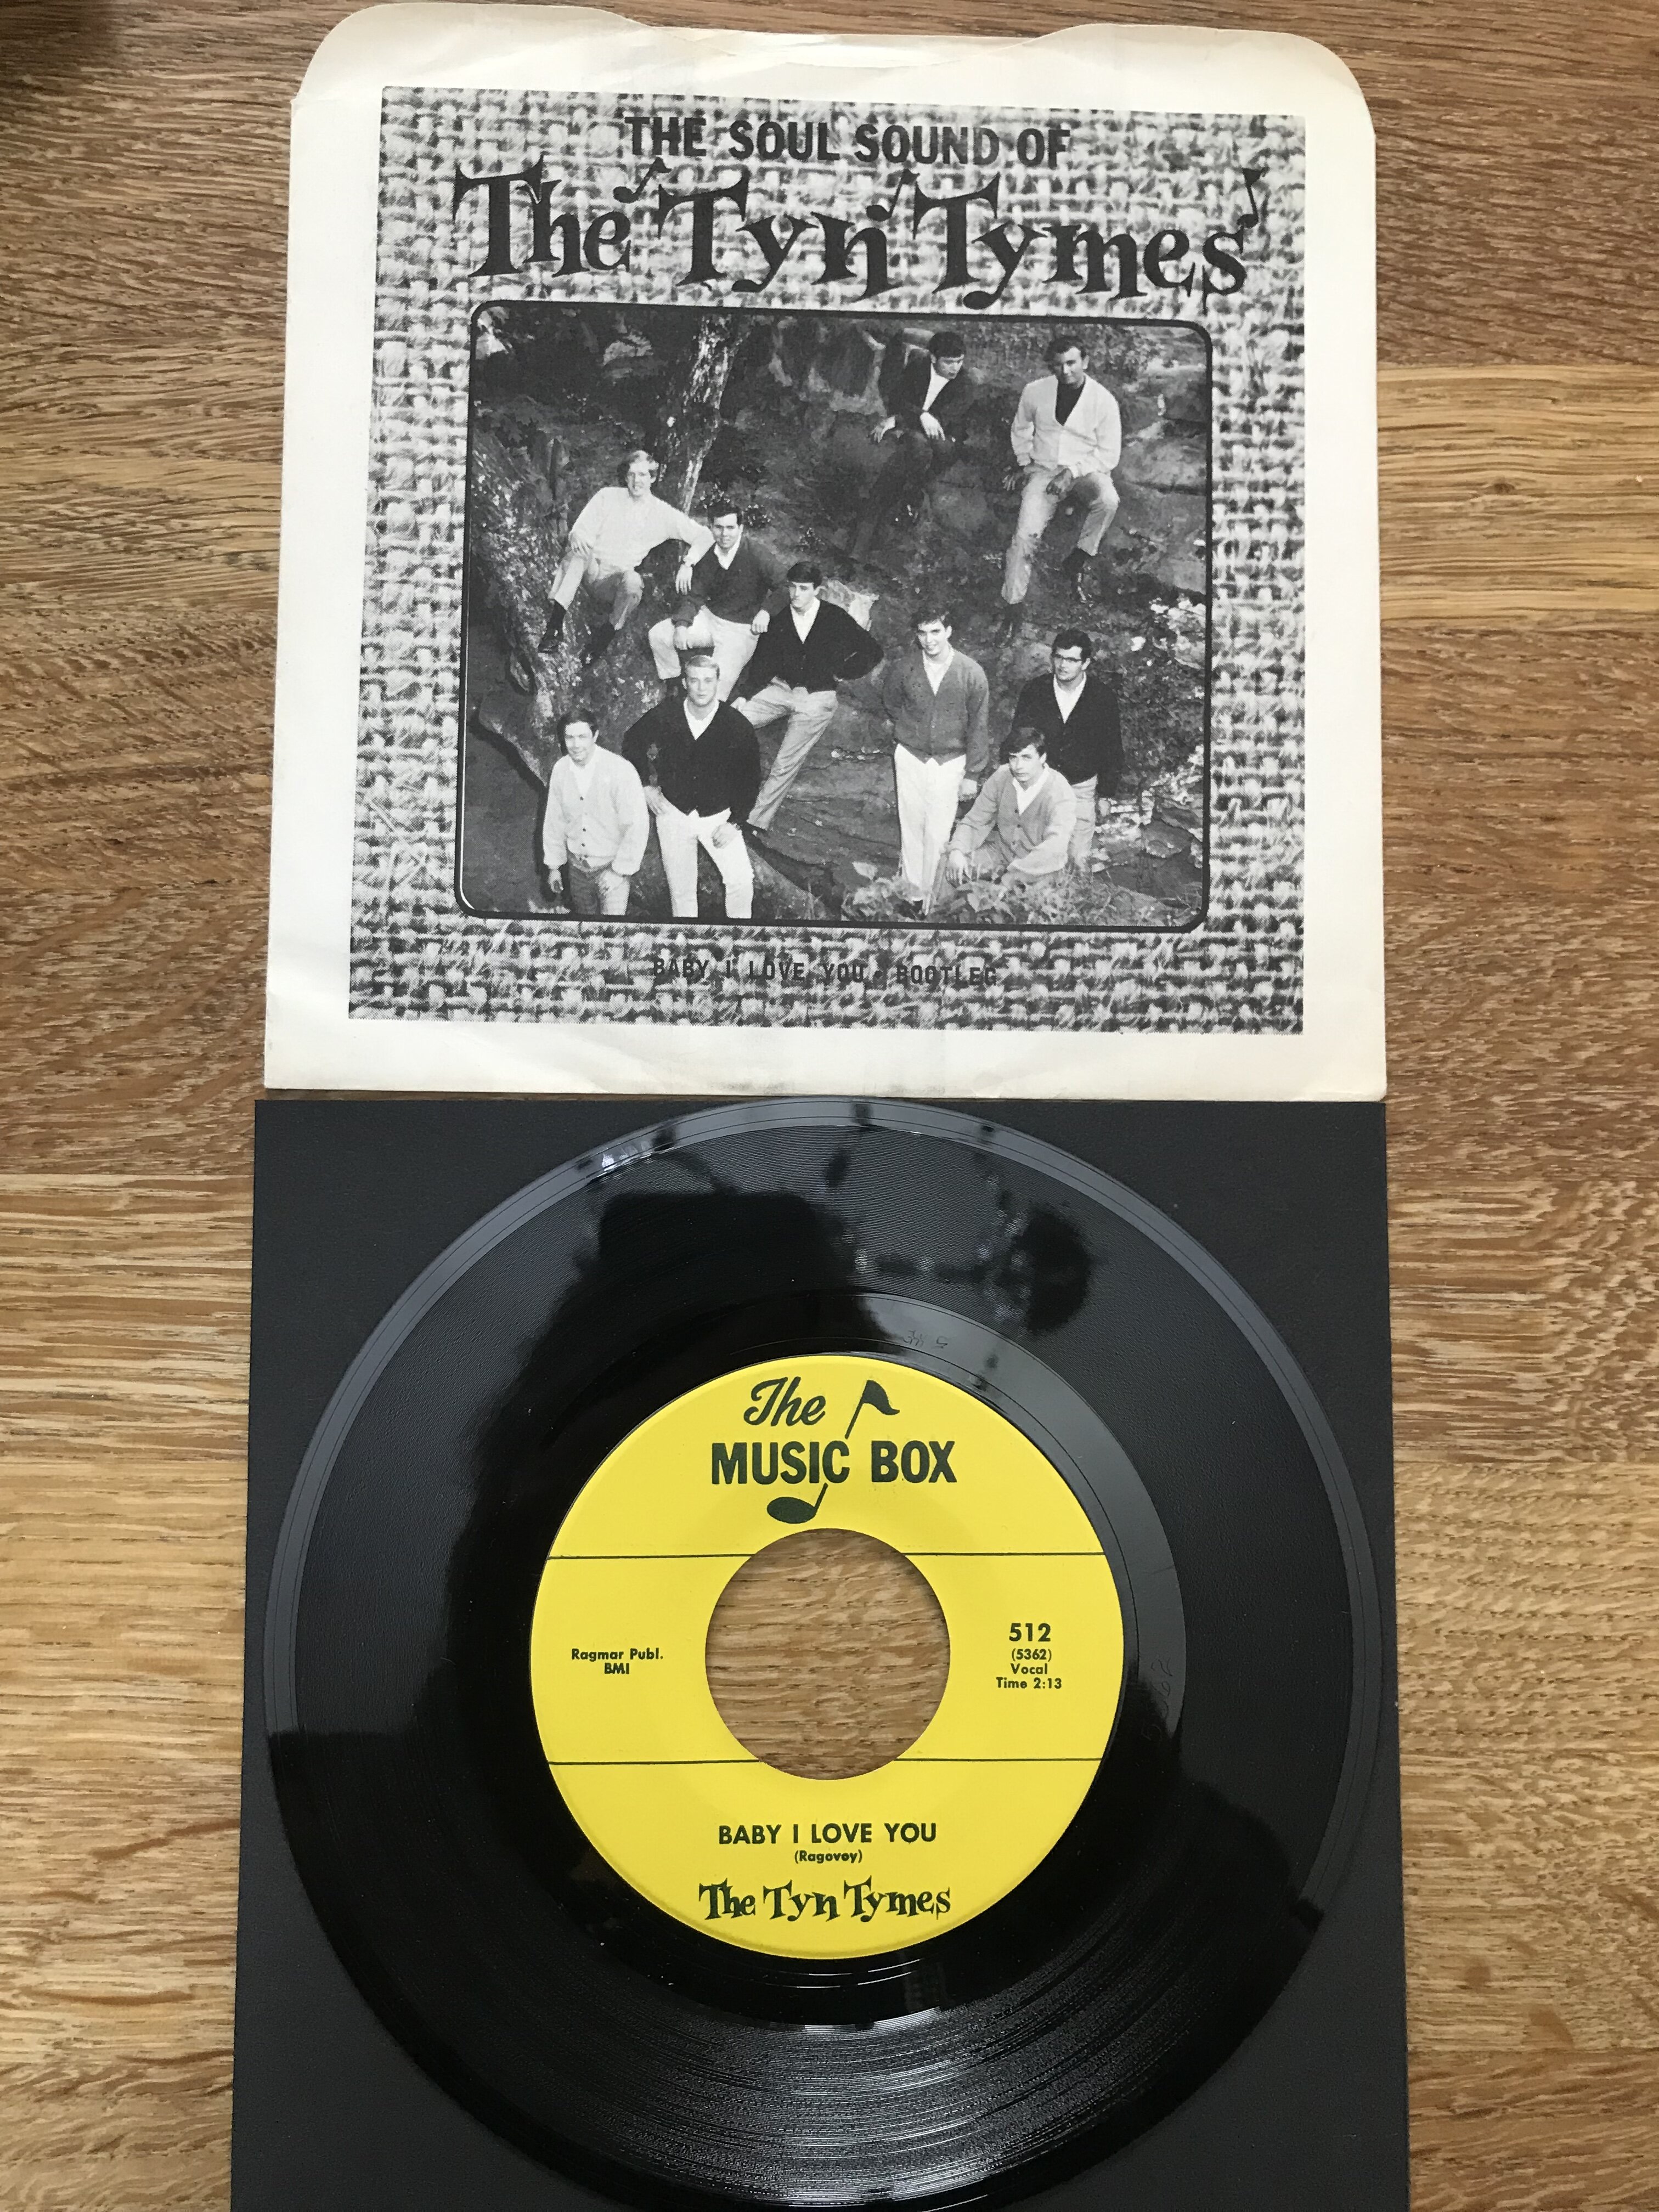 THE SOUL SOUND OF
The Tyn Tymes
BABY I LOVE YOU - BOOTLEG
The
MUSIC BOX
Ragmar Publ.
BMI
512
(5362)
Vocal
Time 2:13
BABY I LOVE YOU
(Ragovoy)
The Tyn Tymes